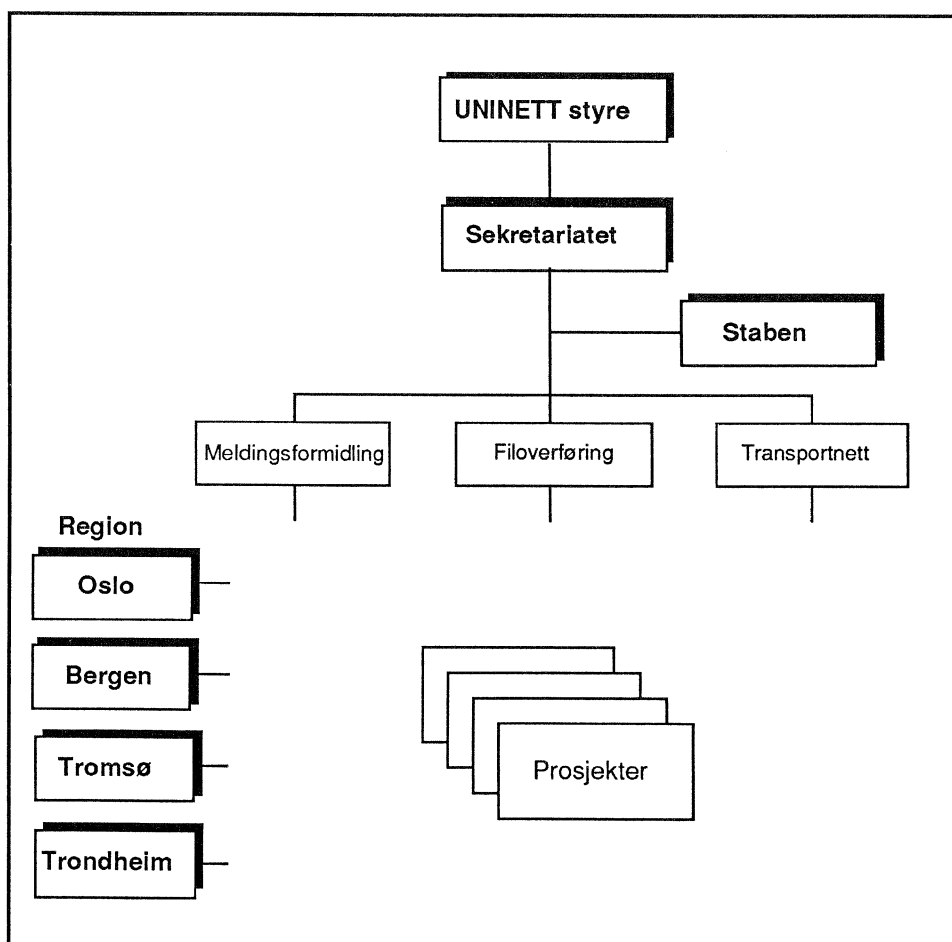 UNINETT styre
Sekretariatet
Staben
Meldingsformidling
Filoverføring
Transportnett
Region
Oslo
Bergen
Tromsø
Trondheim
Prosjekter